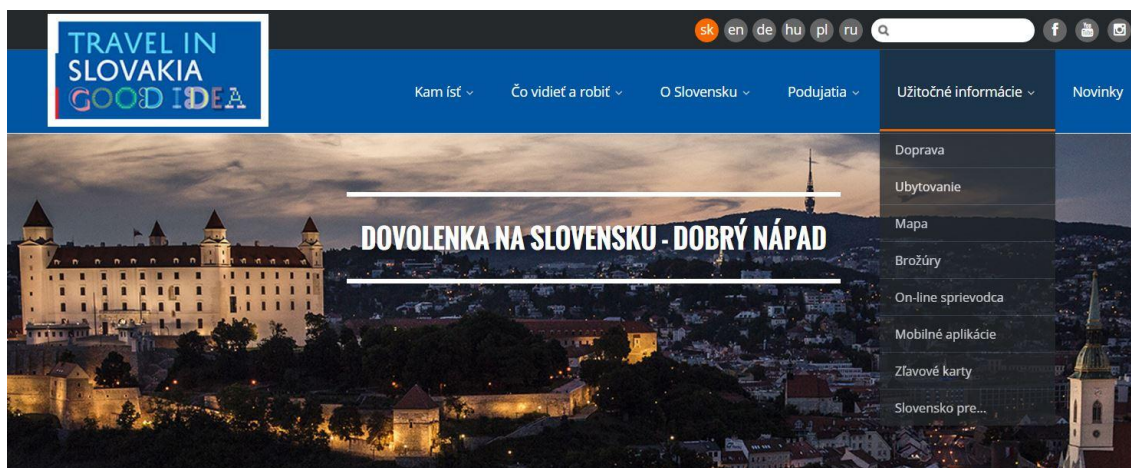 TRAVEL IN
SLOVAKIA
GOOD IDEA
sk en de hu pl ru
Kam ísť Čo vidieť a robiť O Slovensku Podujatia Užitočné informácie Novinky
Doprava
Ubytovanie
Mapa
Brožúry
On-line sprievodca
Mobilné aplikácie
Zľavové karty
Slovensko pre...
DOVOLENKA NA SLOVENSKU - DOBRÝ NÁPAD